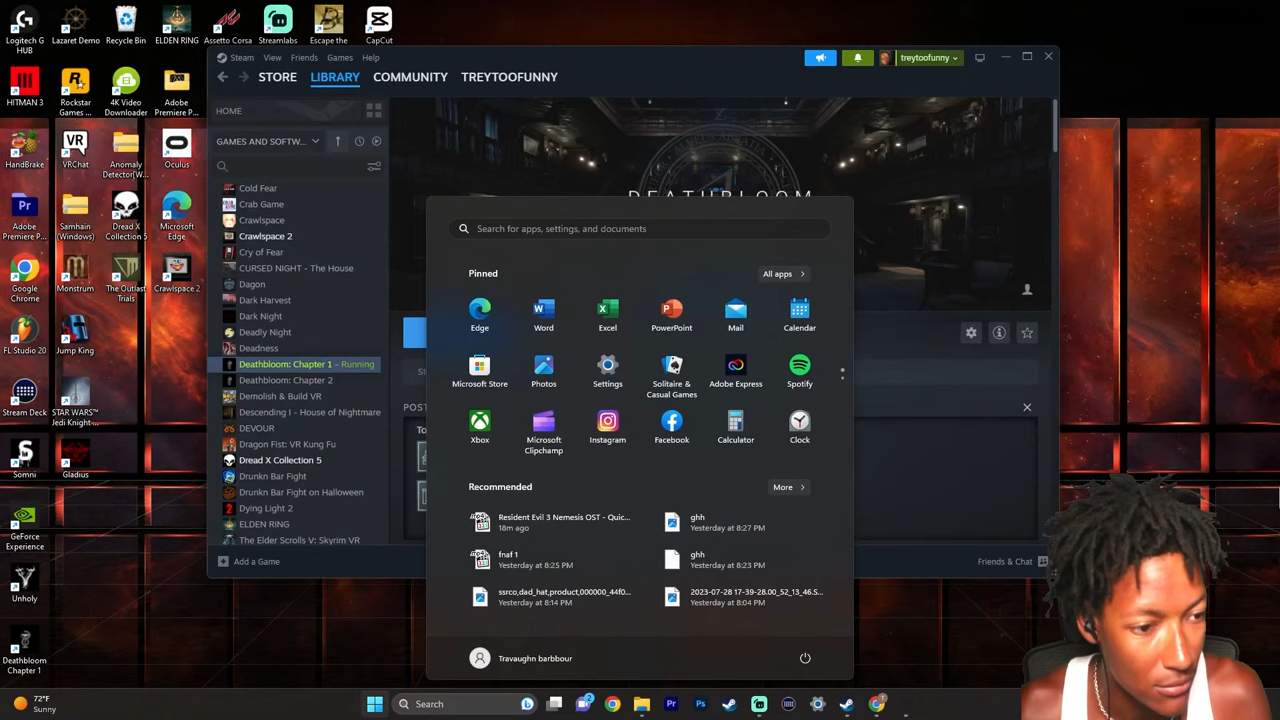 Logitech G
HUB
Lazaret Demo
Recycle Bin
ELDEN RING
Assetto Corsa
Streamlabs
Escape the
CapCut
HITMAN 3
Rockstar
Games ...
4K Video
Downloader
Adobe
Premiere P...
HandBrake
VRChat
Anomaly
Detector[W...
Oculus
Adobe
Premiere P...
Samhain
(Windows)
Dread X
Collection 5
Microsoft
Edge
Google
Chrome
Monstrum
The Outlast
Trials
Crawlspace 2
FL Studio 20
Jump King
Stream Deck
STAR WARS™
Jedi Knight-...
Somni
Gladius
GeForce
Experience
Unholy
Deathbloom
Chapter 1
Steam View Friends Games Help
treytoofunny
STORE LIBRARY COMMUNITY TREYTOOFUNNY
HOME
GAMES AND SOFTW...
Cold Fear
Crab Game
Crawlspace
Crawlspace 2
Cry of Fear
CURSED NIGHT - The House
Dagon
Dark Harvest
Dark Night
Deadly Night
Deadness
Deathbloom: Chapter 1 - Running
Deathbloom: Chapter 2
Demolish & Build VR
Descending I - House of Nightmare
DEVOUR
Dragon Fist: VR Kung Fu
Dread X Collection 5
Drunkn Bar Fight
Drunkn Bar Fight on Halloween
Dying Light 2
ELDEN RING
The Elder Scrolls V: Skyrim VR
Add a Game
DEATHBLOOM
Friends & Chat
Search for apps, settings, and documents
Pinned
All apps
Edge
Word
Excel
PowerPoint
Mail
Calendar
Microsoft Store
Photos
Settings
Solitaire &
Casual Games
Adobe Express
Spotify
Xbox
Microsoft
Clipchamp
Instagram
Facebook
Calculator
Clock
Recommended
More
Resident Evil 3 Nemesis OST - Quic...
18m ago
ghh
Yesterday at 8:27 PM
fnaf 1
Yesterday at 8:25 PM
ghh
Yesterday at 8:23 PM
ssrco,dad_hat,product,000000_44f0...
Yesterday at 8:14 PM
2023-07-28 17-39-28.00_52_13_46.S...
Yesterday at 8:04 PM
Travaughn barbbour
72°F
Sunny
Search